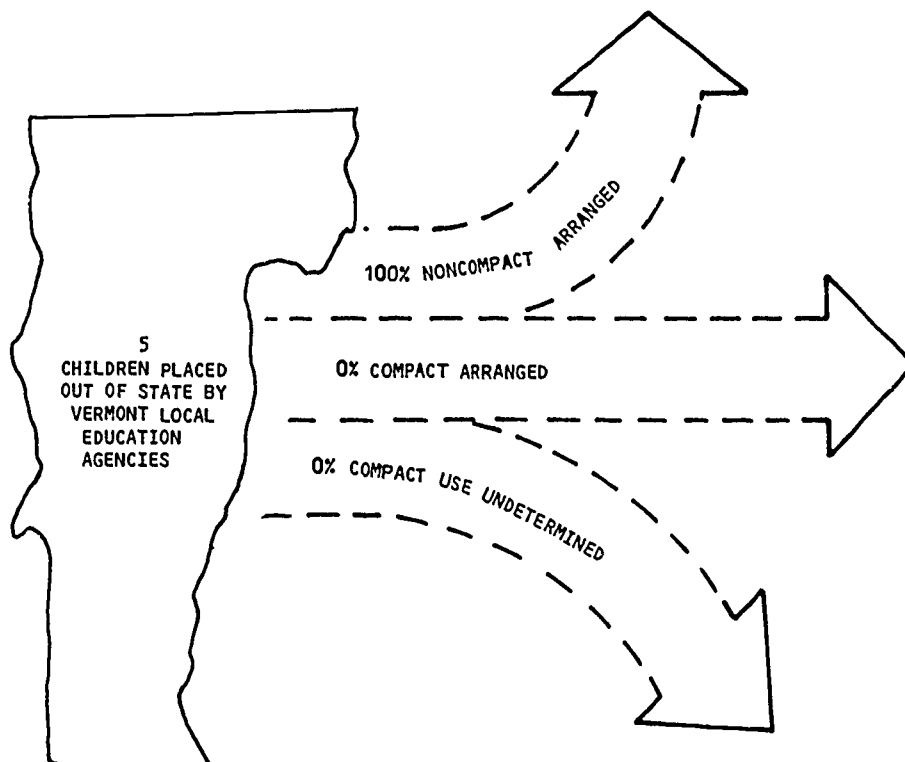 100% NONCOMPACT ARRANGED
5
CHILDREN PLACED
OUT OF STATE BY
VERMONT LOCAL
EDUCATION
AGENCIES
0% COMPACT ARRANGED
0% COMPACT USE UNDETERMINED